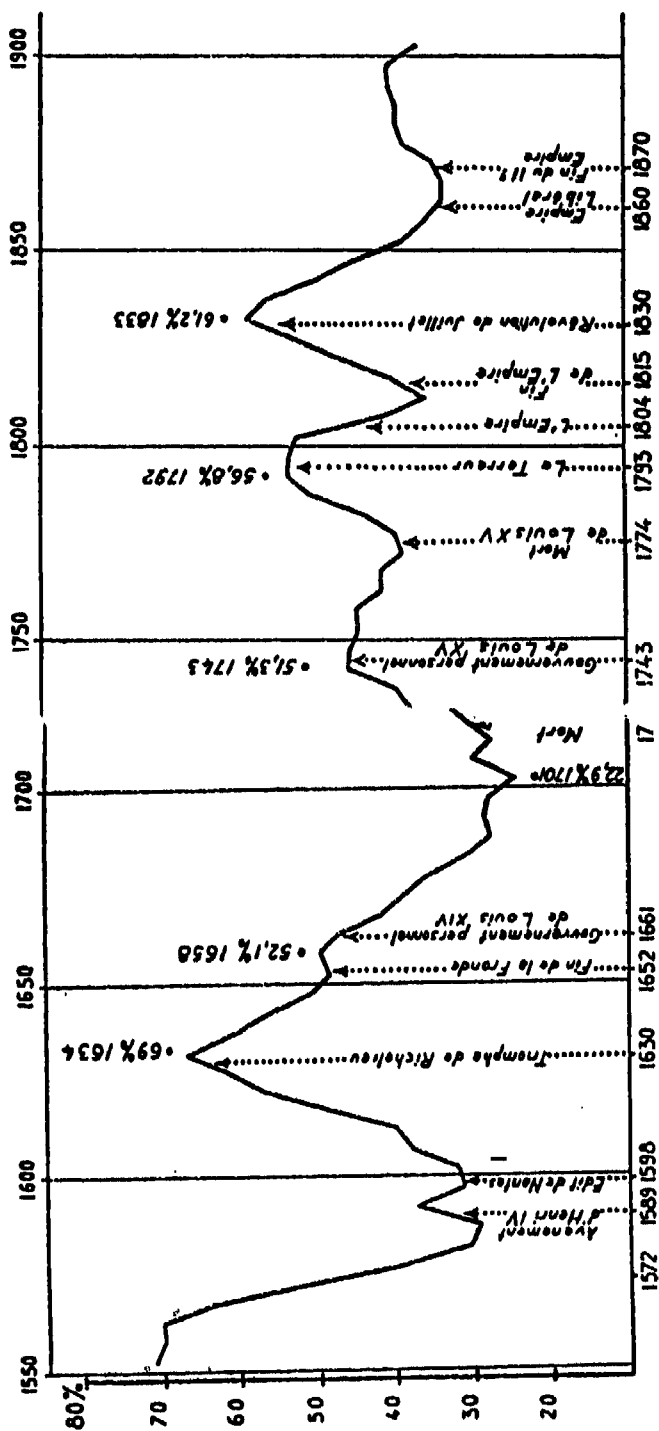 1550
1600
1650
1700
1750
1800
1850
1900
80%
70
60
50
40
30
20
69% 1634
52,1% 1658
22,9% 1701
51,3% 1743
56,8% 1792
61,2% 1833
Avenement
d'Henri IV
Edit de Nantes
Triomphe de Richelieu
Fin de la Fronde
Gouvernement personnel
de Louis XIV
Mort
Gouvernement personnel
de Louis XV
Mort
de Louis XV
La Terreur
L'Empire
Fin
de L'Empire
Révolution de Juillet
Empire
Libéral
Fin du IIe
Empire
1572
1589
1598
1630
1652
1661
17
1743
1774
1793
1804
1815
1830
1860
1870